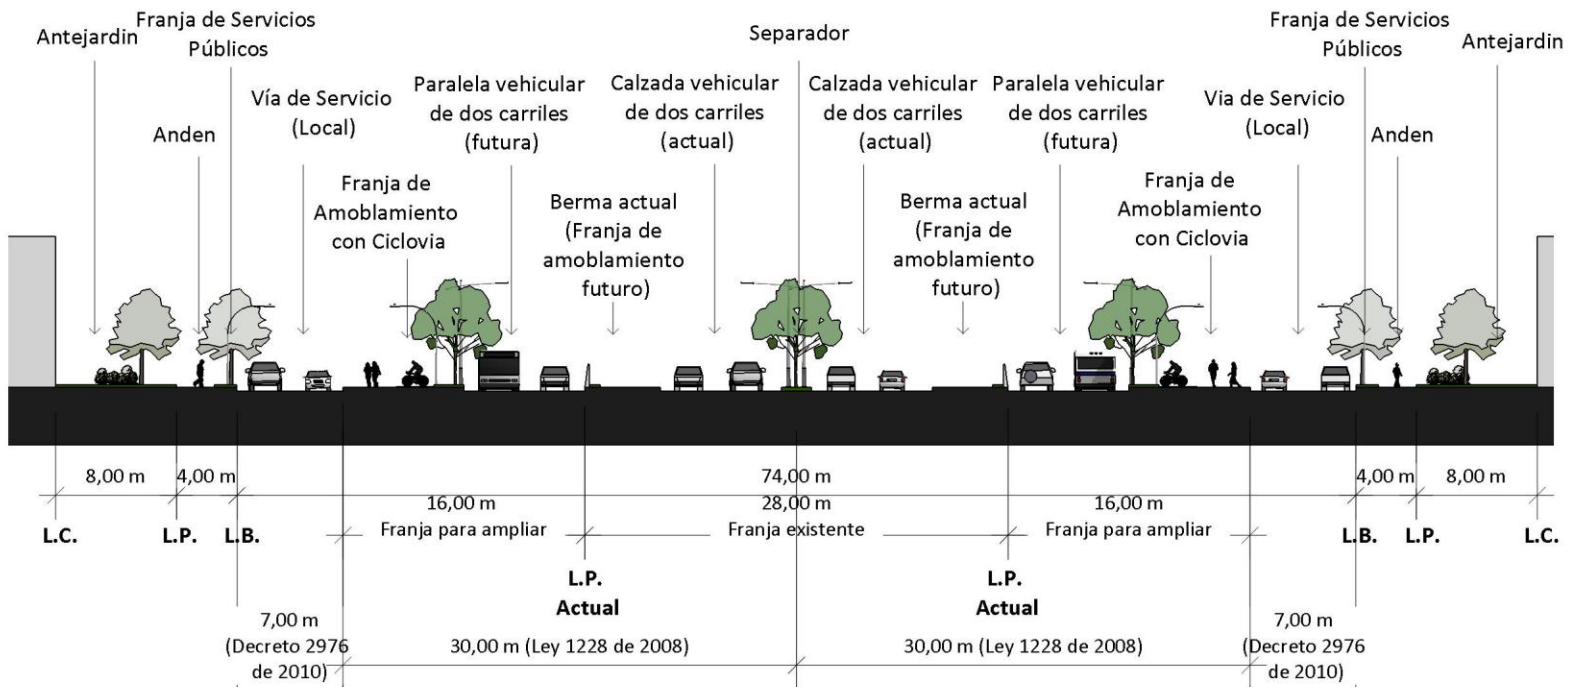 Antejardin
Franja de Servicios
Públicos
Anden
Vía de Servicio
(Local)
Franja de
Amoblamiento
con Ciclovia
Paralela vehicular
de dos carriles
(futura)
Berma actual
(Franja de
amoblamiento
futuro)
Calzada vehicular
de dos carriles
(actual)
Separador
Calzada vehicular
de dos carriles
(actual)
Berma actual
(Franja de
amoblamiento
futuro)
Paralela vehicular
de dos carriles
(futura)
Franja de
Amoblamiento
con Ciclovia
Via de Servicio
(Local)
Franja de Servicios
Públicos
Anden
Antejardin
8,00 m
4,00 m
74,00 m
4,00 m
8,00 m
16,00 m
28,00 m
16,00 m
L.C.
L.P.
L.B.
Franja para ampliar
Franja existente
Franja para ampliar
L.B.
L.P.
L.C.
L.P.
Actual
L.P.
Actual
7,00 m
(Decreto 2976
de 2010)
30,00 m (Ley 1228 de 2008)
30,00 m (Ley 1228 de 2008)
7,00 m
(Decreto 2976
de 2010)